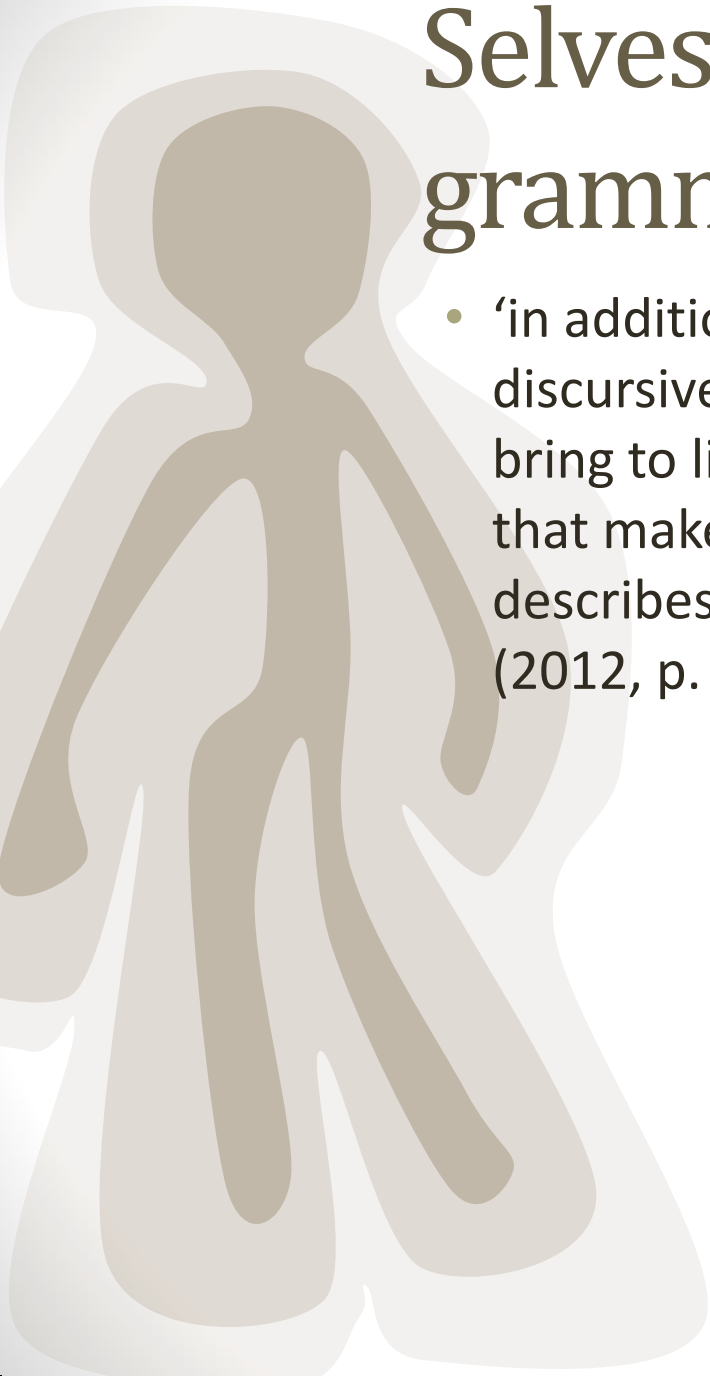 Selves
gramm
• ‘in additio
discursive
bring to li
that make
describes
(2012, p.